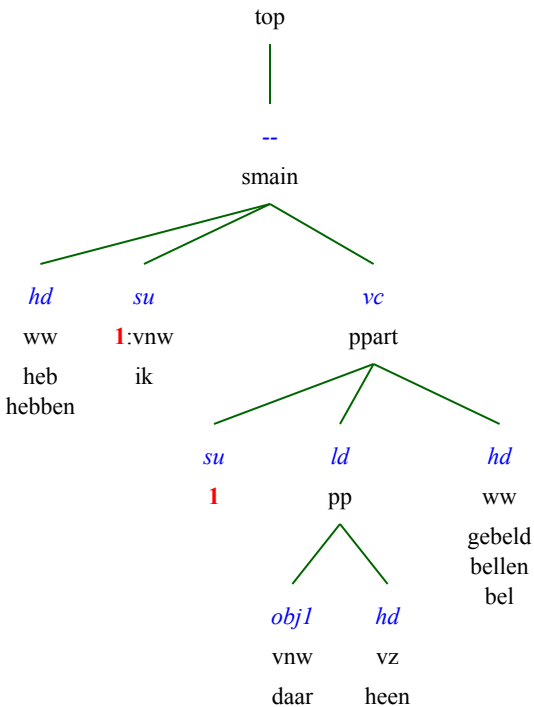 top
--
smain
hd su vc
ww 1:vnw ppart
heb ik
hebben
su ld hd
1 pp ww
gebeld
bellen
bel
obj1 hd
vnw vz
daar heen